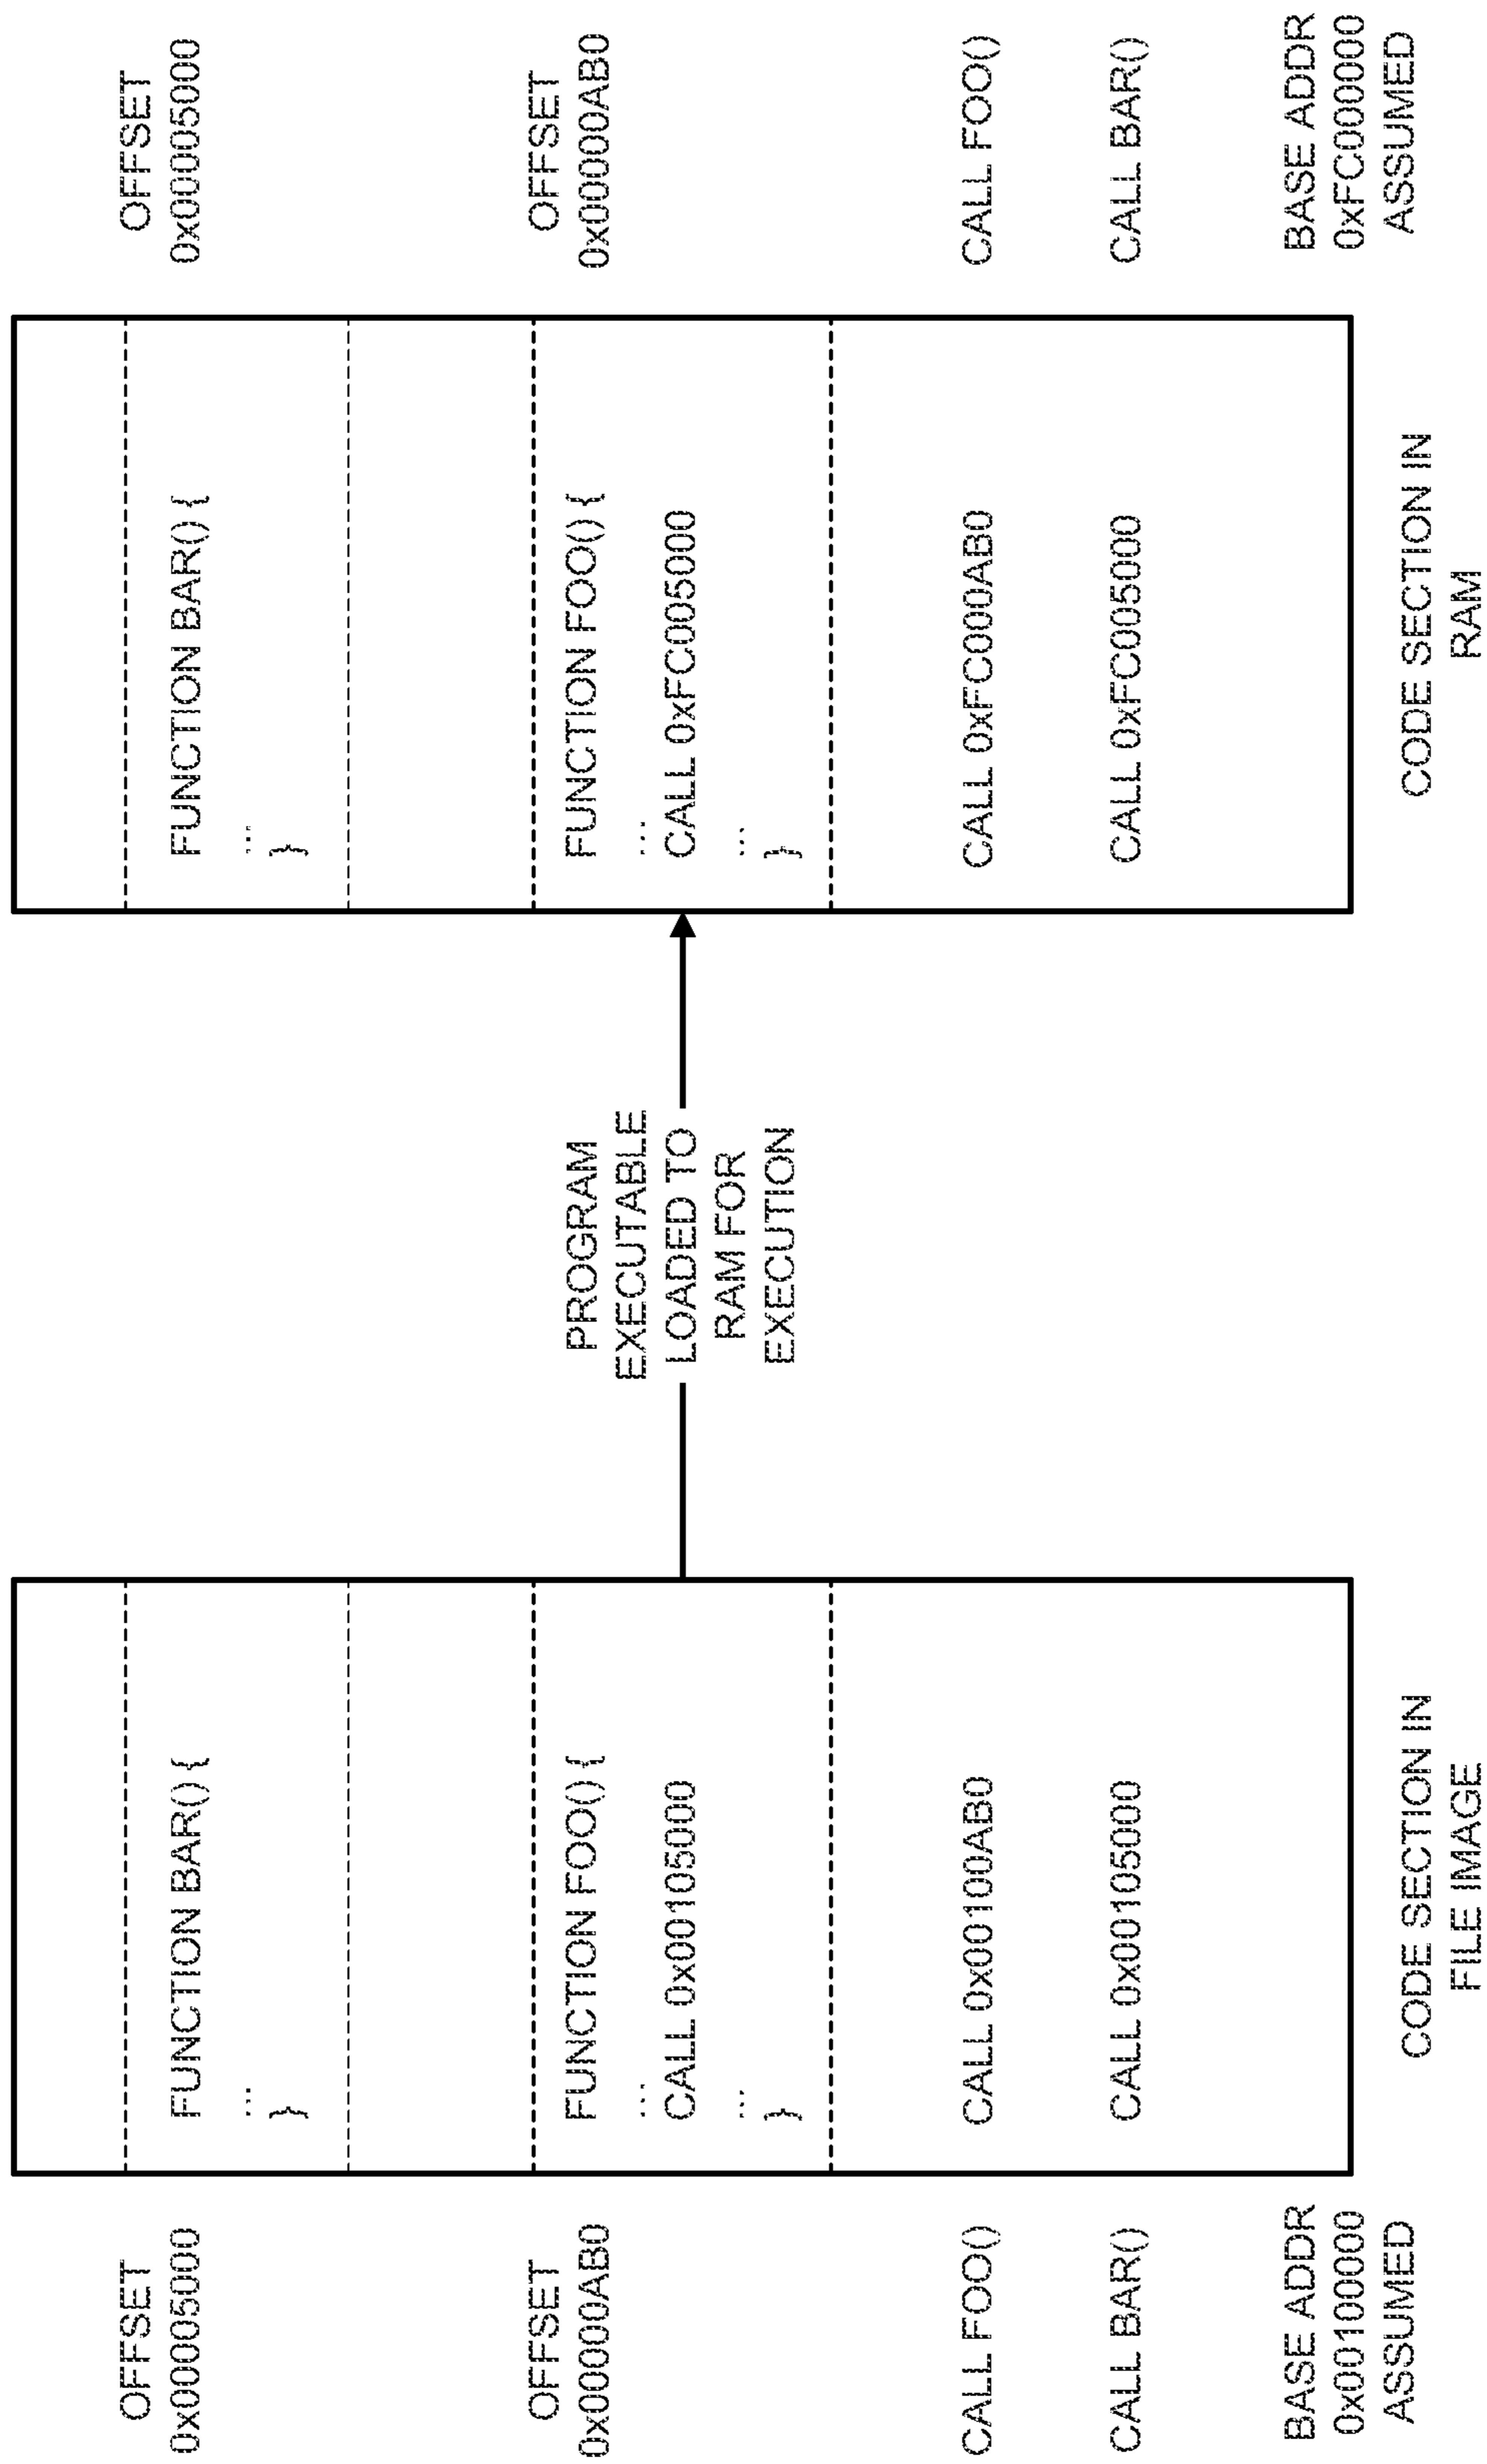 OFFSET
0x00005000
OFFSET
0x00000AB0
CALL FOO()
CALL BAR()
BASE ADDR
0x00100000
ASSUMED
FUNCTION BAR() {
...
}
FUNCTION FOO() {
...
CALL 0x00105000
...
}
CALL 0x00100AB0
CALL 0x00105000
CODE SECTION IN
FILE IMAGE
PROGRAM
EXECUTABLE
LOADED TO
RAM FOR
EXECUTION
FUNCTION BAR() {
...
}
FUNCTION FOO() {
...
CALL 0xFC005000
...
}
CALL 0xFC000AB0
CALL 0xFC005000
CODE SECTION IN
RAM
OFFSET
0x00005000
OFFSET
0x00000AB0
CALL FOO()
CALL BAR()
BASE ADDR
0xFC000000
ASSUMED